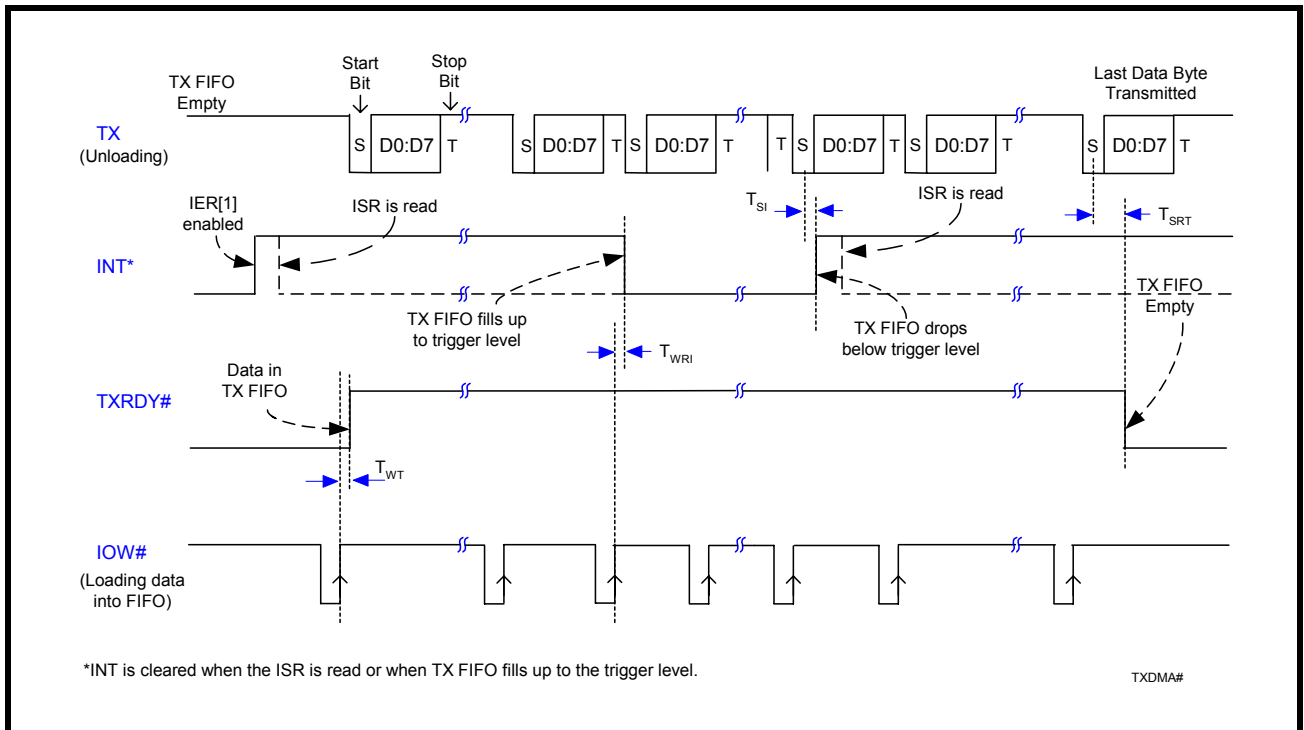 TX FIFO
Empty
Start
Bit
Stop
Bit
Last Data Byte
Transmitted
TX
(Unloading)
S D0:D7 T S D0:D7 T S D0:D7 T T S D0:D7 T S D0:D7 T S D0:D7 T
IER[1]
enabled
ISR is read
TSI
ISR is read
TSRT
INT*
TX FIFO fills up
to trigger level
TX FIFO drops
below trigger level
TX FIFO
Empty
TWRI
Data in
TX FIFO
TXRDY#
TWT
IOW#
(Loading data
into FIFO)
*INT is cleared when the ISR is read or when TX FIFO fills up to the trigger level.
TXDMA#